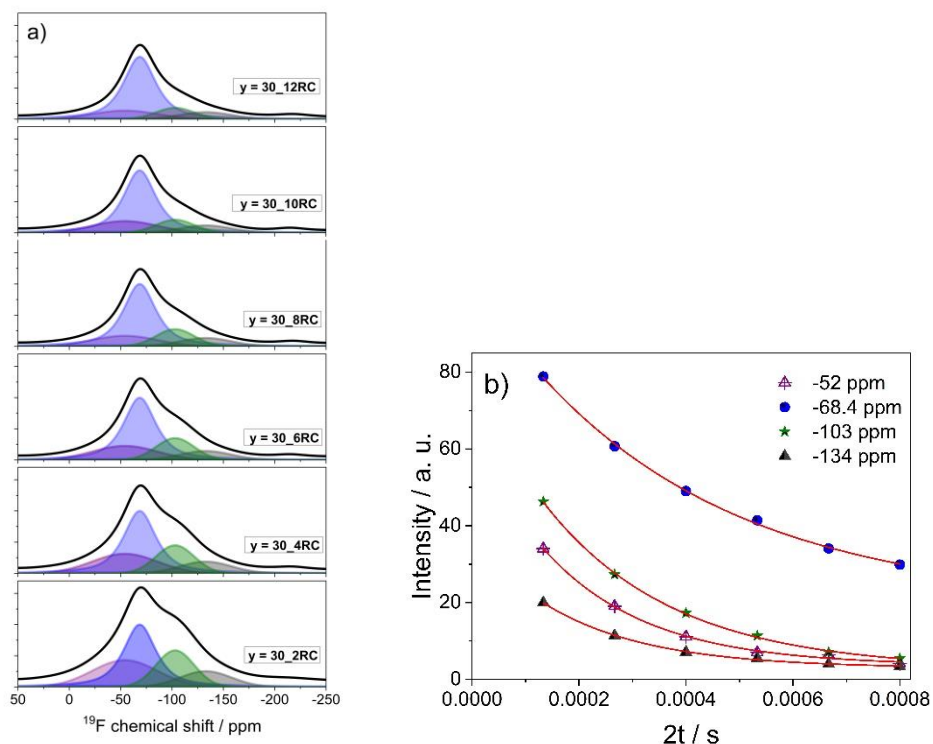 a)
y = 30_12RC
y = 30_10RC
y = 30_8RC
y = 30_6RC
y = 30_4RC
y = 30_2RC
50 0 -50 -100 -150 -200 -250
¹⁹F chemical shift / ppm
b)
-52 ppm
-68.4 ppm
-103 ppm
-134 ppm
80
60
40
20
0
Intensity / a. u.
0.0000 0.0002 0.0004 0.0006 0.0008
2t / s